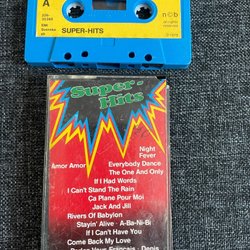 A
SUPER-HITS
n©b
Super-
Hits
Night
Fever
Amor Amor
Everybody Dance
The One and Only
If I Had Words
I Can't Stand The Rain
Ca Plane Pour Moi
Jack And Jill
Rivers Of Babylon
Stayin' Alive · A-Ba-Ni-Bi
If I Can't Have You
Come Back My Love